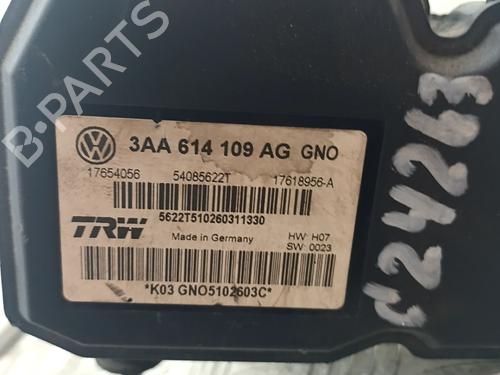 B-PARTS
3AA 614 109 AG GNO
17654056 54085622T 17618956-A
5622T510260311330
TRW Made in Germany HW: H07
SW: 0023
*K03 GNO5102603C*
C24263